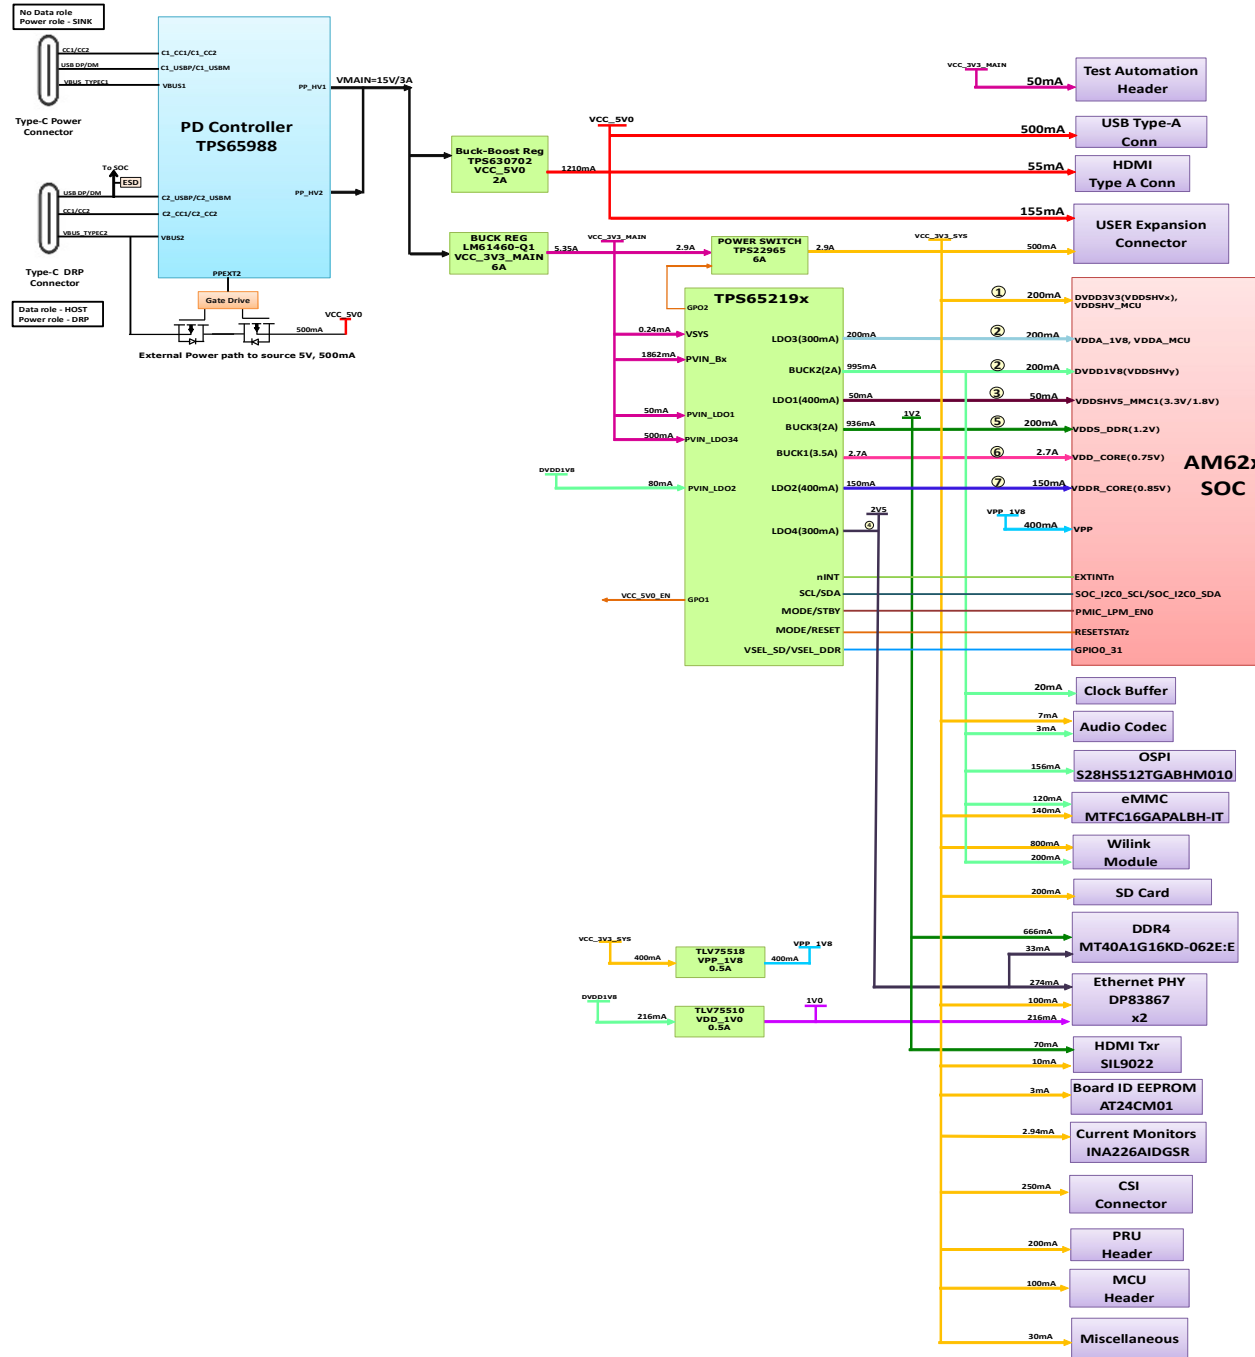 No Data role
Power role - SINK
CC1/CC2
USB DP/DM
VBUS_TYPEC1
Type-C Power
Connector
C1_CC1/C1_CC2
C1_USBP/C1_USBM
VBUS1
PP_HV1
PD Controller
TPS65988
PP_HV2
To SOC
ESD
USB DP/DM
CC1/CC2
VBUS_TYPEC2
C2_USBP/C2_USBM
C2_CC1/C2_CC2
VBUS2
PPEXT2
Type-C DRP
Connector
Data role - HOST
Power role - DRP
Gate Drive
500mA
VCC_5V0
External Power path to source 5V, 500mA
VMAIN=15V/3A
Buck-Boost Reg
TPS630702
VCC_5V0
2A
1210mA
VCC_5V0
BUCK REG
LM61460-Q1
VCC_3V3_MAIN
6A
5.35A
VCC_3V3_MAIN
2.9A
POWER SWITCH
TPS22965
6A
2.9A
VCC_3V3_SYS
VCC_3V3_MAIN
50mA
Test Automation
Header
500mA
USB Type-A
Conn
55mA
HDMI
Type A Conn
155mA
500mA
USER Expansion
Connector
TPS65219x
GPO2
0.24mA
VSYS
1862mA
PVIN_Bx
50mA
PVIN_LDO1
500mA
PVIN_LDO34
DVDD1V8
80mA
PVIN_LDO2
VCC_5V0_EN
GPO1
LDO3(300mA)
200mA
BUCK2(2A)
995mA
LDO1(400mA)
50mA
BUCK3(2A)
936mA
1V2
BUCK1(3.5A)
2.7A
LDO2(400mA)
150mA
2V5
LDO4(300mA)
4
nINT
SCL/SDA
MODE/STBY
MODE/RESET
VSEL_SD/VSEL_DDR
1
200mA
DVDD3V3(VDDSHVx),
VDDSHV_MCU
2
200mA
VDDA_1V8, VDDA_MCU
2
200mA
DVDD1V8(VDDSHVy)
3
50mA
VDDSHV5_MMC1(3.3V/1.8V)
5
200mA
VDDS_DDR(1.2V)
6
2.7A
VDD_CORE(0.75V)
7
150mA
VDDR_CORE(0.85V)
VPP_1V8
400mA
VPP
AM62x
SOC
EXTINTn
SOC_I2C0_SCL/SOC_I2C0_SDA
PMIC_LPM_EN0
RESETSTATz
GPIO0_31
20mA
Clock Buffer
7mA
3mA
Audio Codec
156mA
OSPI
S28HS512TGABHM010
120mA
140mA
eMMC
MTFC16GAPALBH-IT
800mA
200mA
Wilink
Module
200mA
SD Card
666mA
33mA
DDR4
MT40A1G16KD-062E:E
274mA
100mA
216mA
Ethernet PHY
DP83867
x2
VCC_3V3_SYS
400mA
TLV75518
VPP_1V8
0.5A
400mA
VPP_1V8
DVDD1V8
216mA
TLV75510
VDD_1V0
0.5A
1V0
70mA
10mA
HDMI Txr
SIL9022
3mA
Board ID EEPROM
AT24CM01
2.94mA
Current Monitors
INA226AIDGSR
250mA
CSI
Connector
200mA
PRU
Header
100mA
MCU
Header
30mA
Miscellaneous